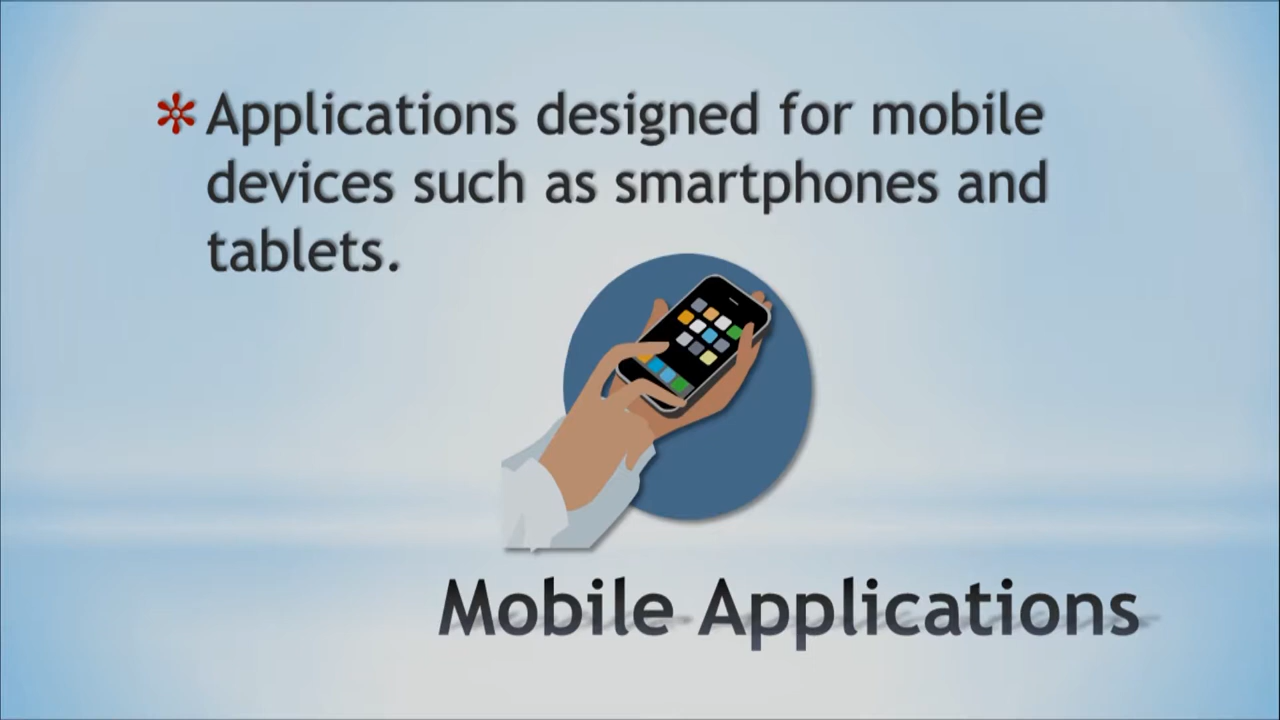 * Applications designed for mobile
devices such as smartphones and
tablets.
Mobile Applications